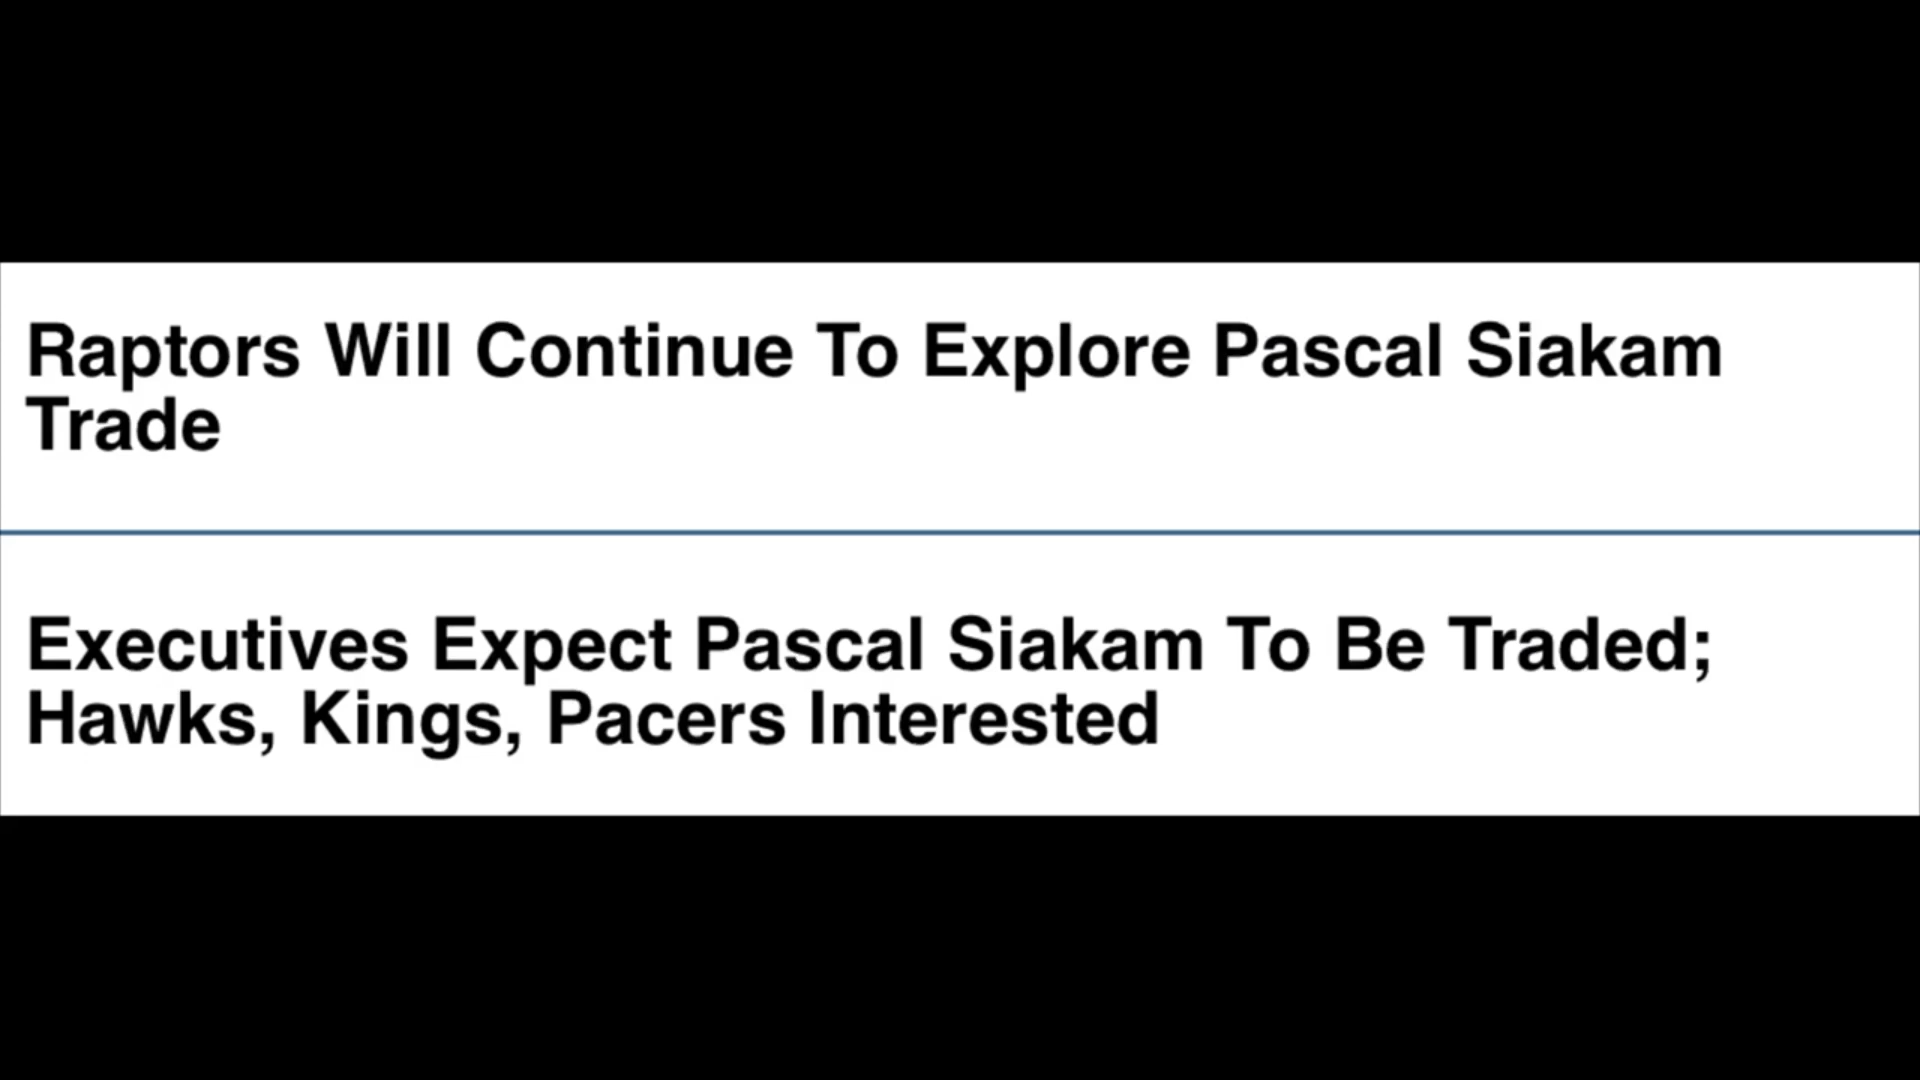 Raptors Will Continue To Explore Pascal Siakam
Trade
Executives Expect Pascal Siakam To Be Traded;
Hawks, Kings, Pacers Interested